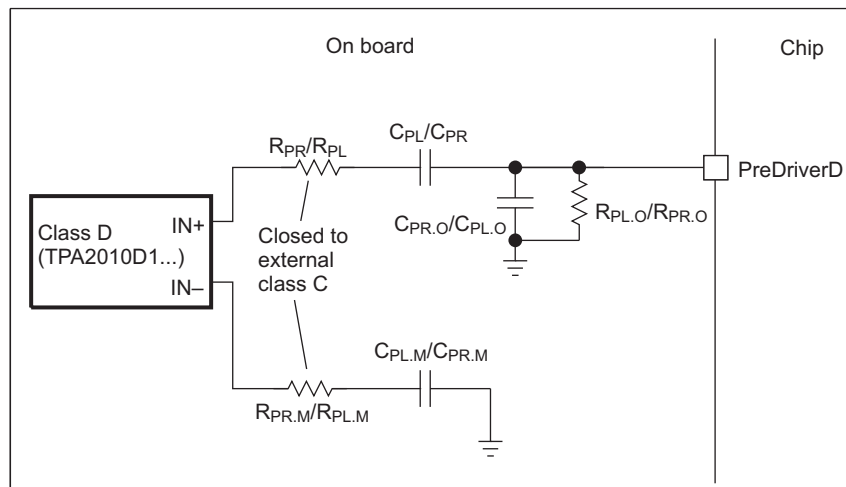 On board
Chip
R_PR/R_PL
C_PL/C_PR
PreDriverD
Class D
(TPA2010D1...)
IN+
IN–
Closed to
external
class C
C_PR.O/C_PL.O
R_PL.O/R_PR.O
C_PL.M/C_PR.M
R_PR.M/R_PL.M